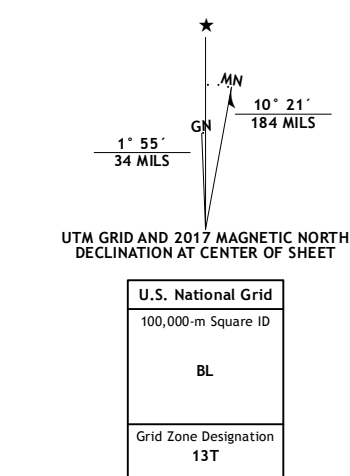 ★
MN
10° 21´
184 MILS
GN
1° 55´
34 MILS
UTM GRID AND 2017 MAGNETIC NORTH
DECLINATION AT CENTER OF SHEET
U.S. National Grid
100,000-m Square ID
BL
Grid Zone Designation
13T